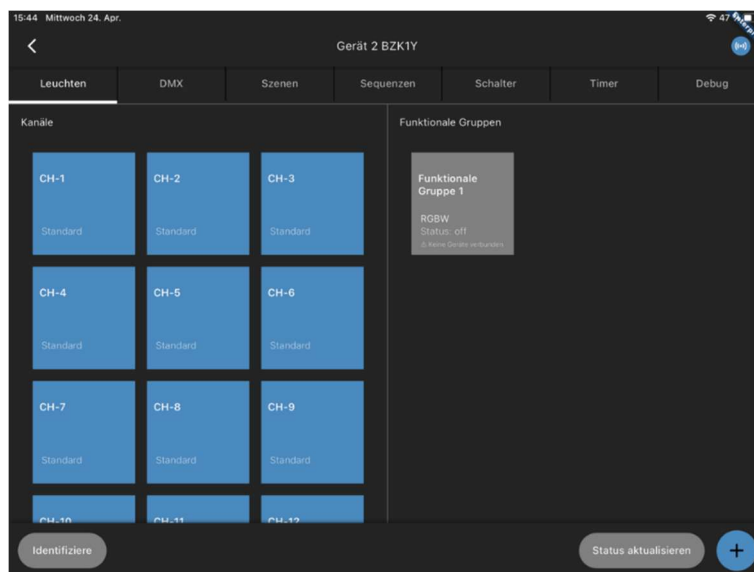 15:44 Mittwoch 24. Apr.
47
Gerät 2 BZK1Y
Leuchten DMX Szenen Sequenzen Schalter Timer Debug
Kanäle
Funktionale Gruppen
CH-1 CH-2 CH-3
Standard Standard Standard
Funktionale
Gruppe 1
RGBW
Status: off
⚠ Keine Geräte verbunden
CH-4 CH-5 CH-6
Standard Standard Standard
CH-7 CH-8 CH-9
Standard Standard Standard
CH-10 CH-11 CH-12
Identifiziere
Status aktualisieren
+